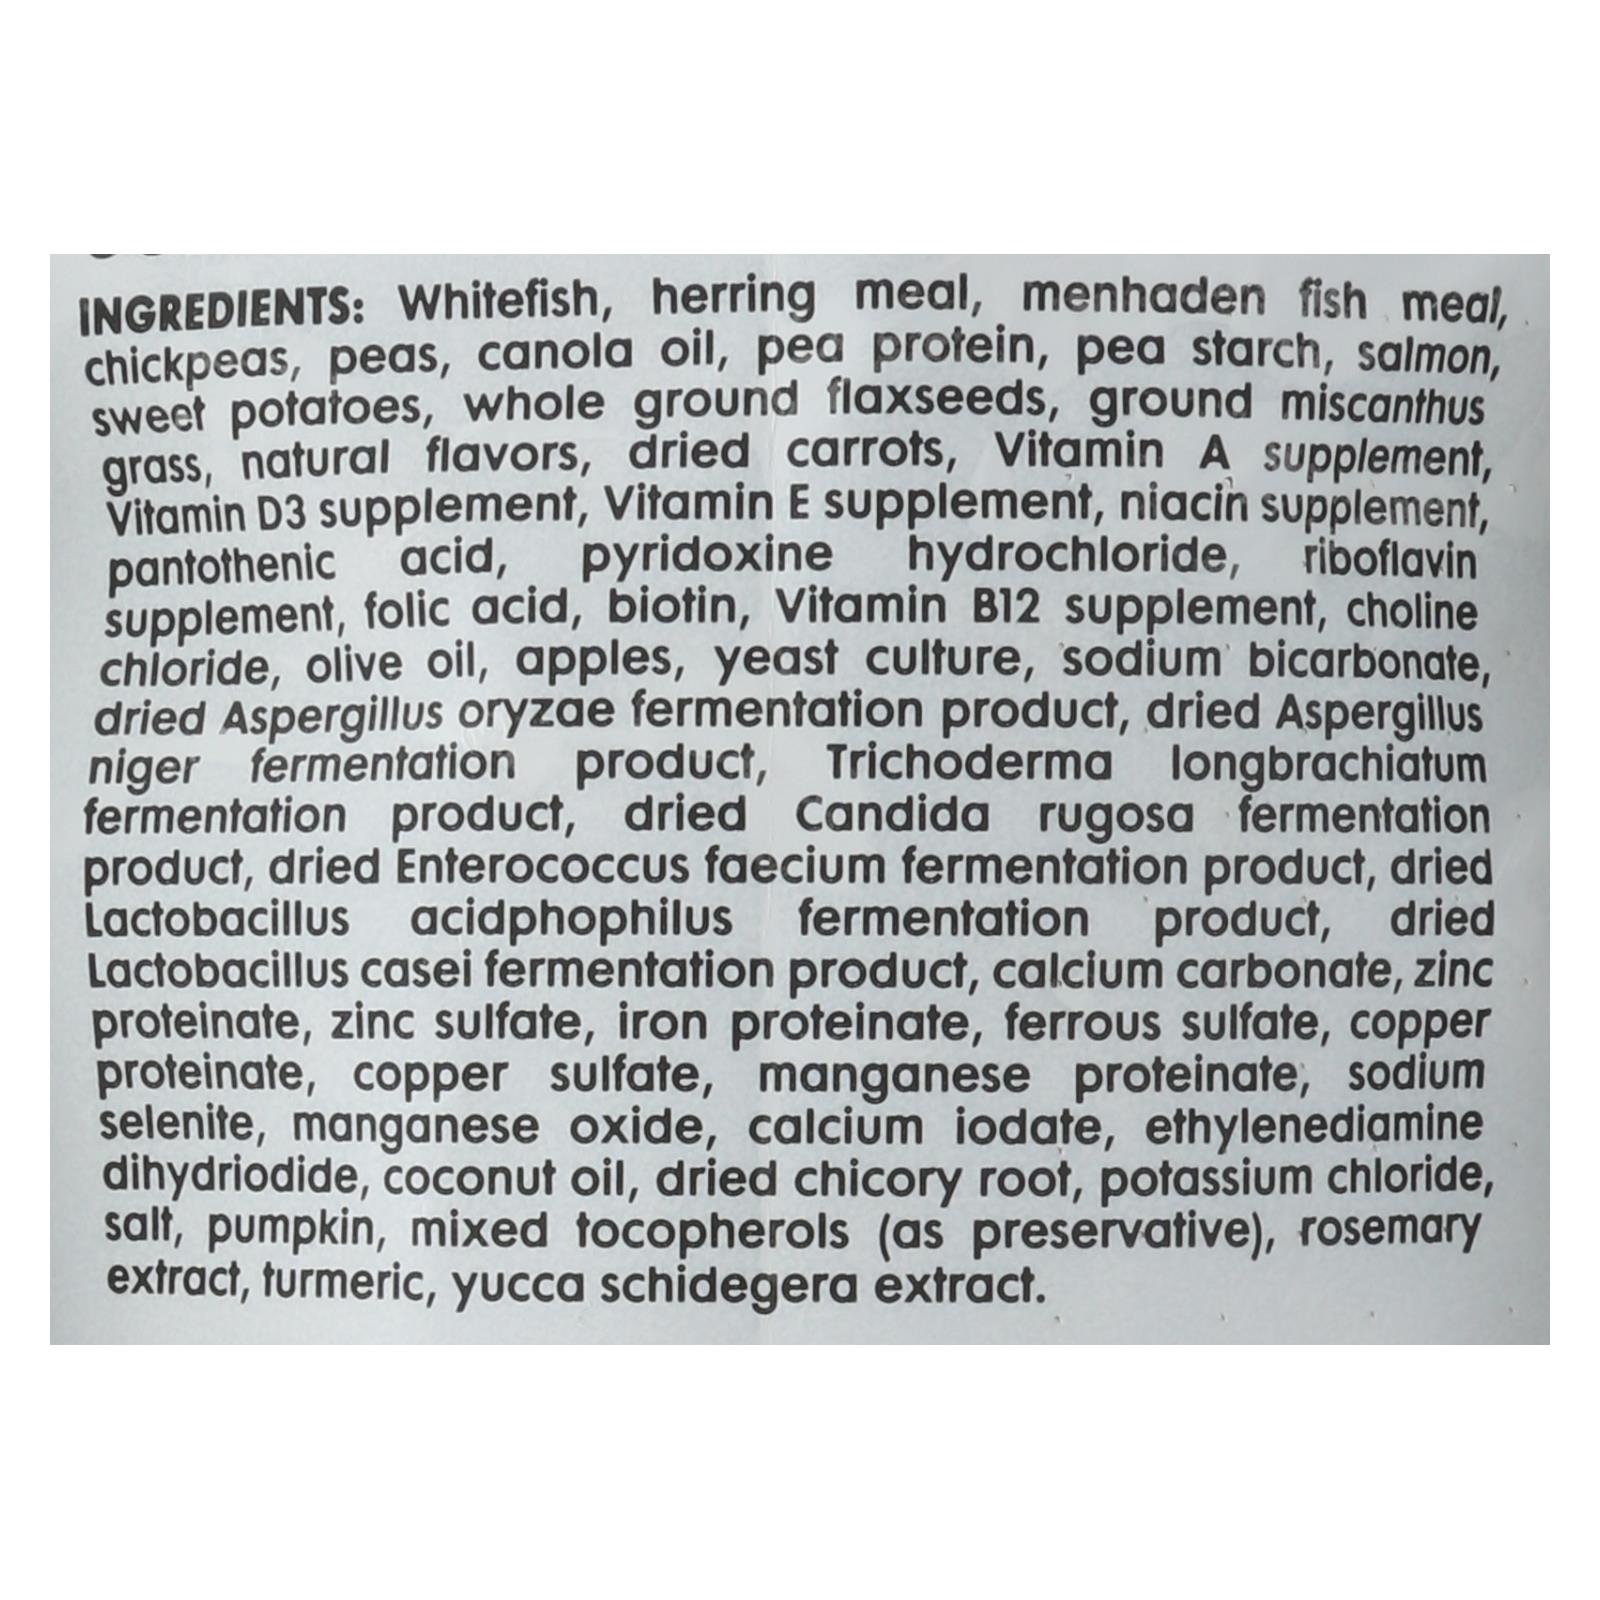 INGREDIENTS: Whitefish, herring meal, menhaden fish meal,
chickpeas, peas, canola oil, pea protein, pea starch, salmon,
sweet potatoes, whole ground flaxseeds, ground miscanthus
grass, natural flavors, dried carrots, Vitamin A supplement,
Vitamin D3 supplement, Vitamin E supplement, niacin supplement,
pantothenic acid, pyridoxine hydrochloride, riboflavin
supplement, folic acid, biotin, Vitamin B12 supplement, choline
chloride, olive oil, apples, yeast culture, sodium bicarbonate,
dried Aspergillus oryzae fermentation product, dried Aspergillus
niger fermentation product, Trichoderma longbrachiatum
fermentation product, dried Candida rugosa fermentation
product, dried Enterococcus faecium fermentation product, dried
Lactobacillus acidphophilus fermentation product, dried
Lactobacillus casei fermentation product, calcium carbonate, zinc
proteinate, zinc sulfate, iron proteinate, ferrous sulfate, copper
proteinate, copper sulfate, manganese proteinate, sodium
selenite, manganese oxide, calcium iodate, ethylenediamine
dihydriodide, coconut oil, dried chicory root, potassium chloride,
salt, pumpkin, mixed tocopherols (as preservative), rosemary
extract, turmeric, yucca schidegera extract.